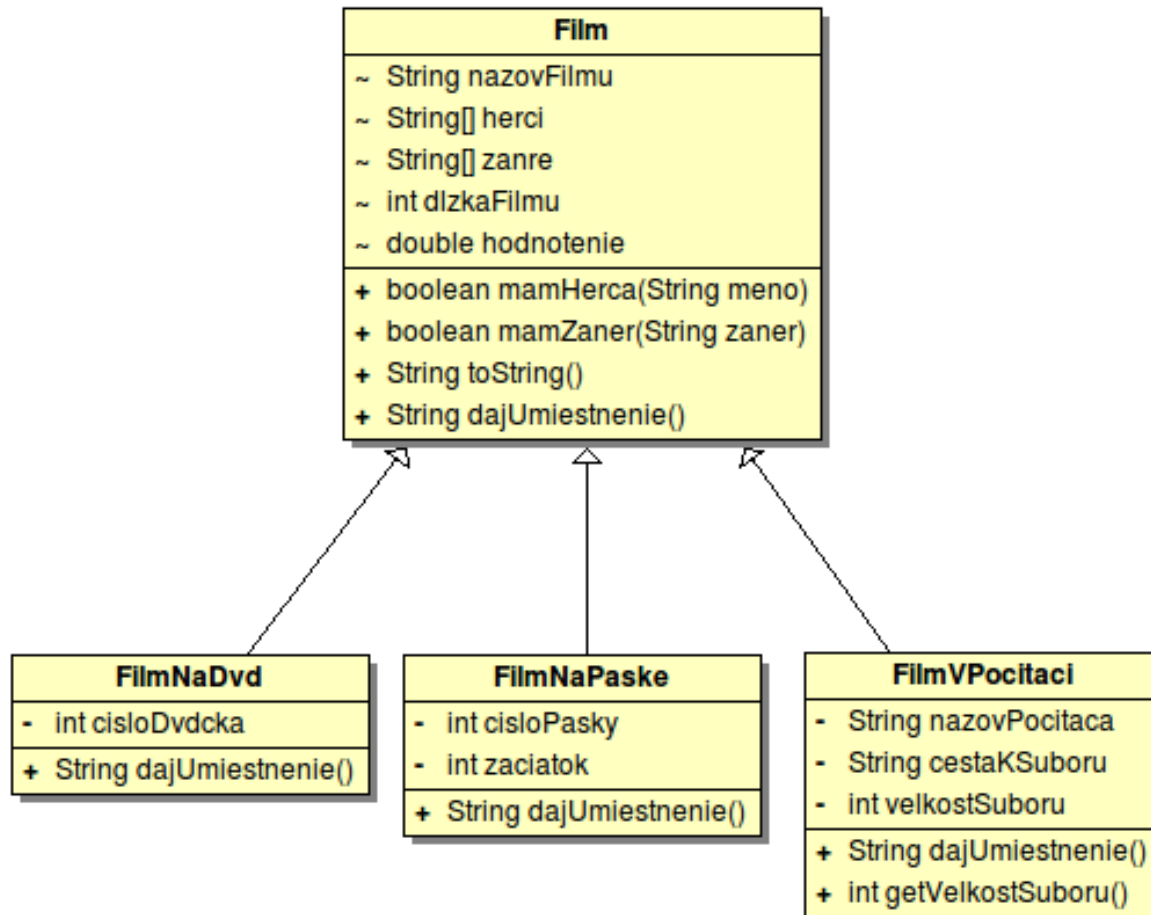 Film
~ String nazovFilmu
~ String[] herci
~ String[] zanre
~ int dlzkaFilmu
~ double hodnotenie
+ boolean mamHerca(String meno)
+ boolean mamZaner(String zaner)
+ String toString()
+ String dajUmiestnenie()
FilmNaDvd
- int cisloDvdcka
+ String dajUmiestnenie()
FilmNaPaske
- int cisloPasky
- int zaciatok
+ String dajUmiestnenie()
FilmVPocitaci
- String nazovPocitaca
- String cestaKSuboru
- int velkostSuboru
+ String dajUmiestnenie()
+ int getVelkostSuboru()